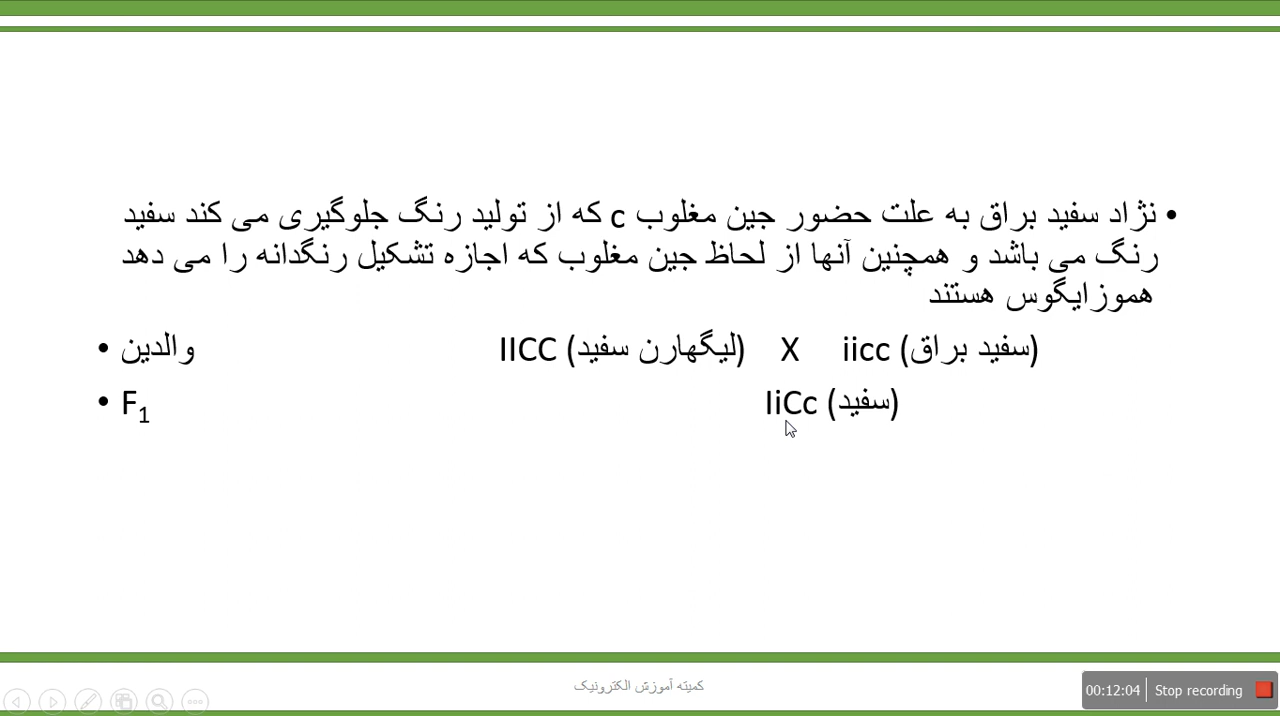 • نژاد سفید براق به علت حضور جین مغلوب c که از تولید رنگ جلوگیری می کند سفید
رنگ می باشد و همچنین آنها از لحاظ جین مغلوب که اجازه تشکیل رنگدانه را می دهد
هموزایگوس هستند
• والدین IICC (لیگهارن سفید) X iicc (سفید براق)
• F1 IiCc (سفید)
کمیته آموزش الکترونیک
00:12:04 Stop recording